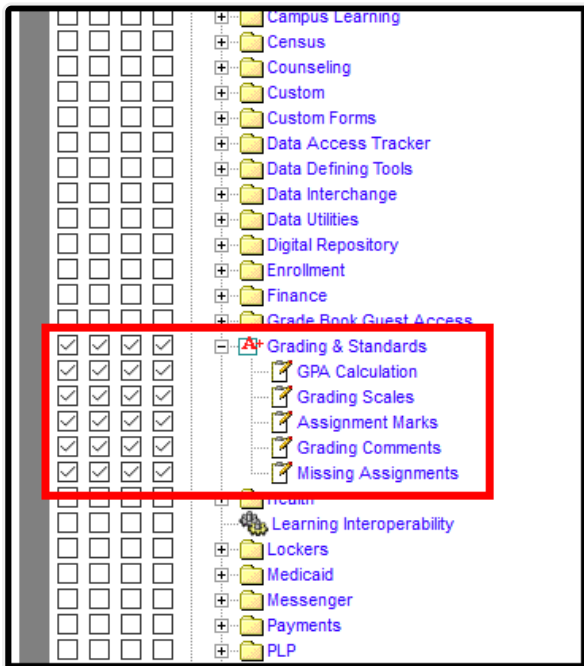 Campus Learning
Census
Counseling
Custom
Custom Forms
Data Access Tracker
Data Defining Tools
Data Interchange
Data Utilities
Digital Repository
Enrollment
Finance
Grade Book Guest Access
A+ Grading & Standards
GPA Calculation
Grading Scales
Assignment Marks
Grading Comments
Missing Assignments
Health
Learning Interoperability
Lockers
Medicaid
Messenger
Payments
PLP